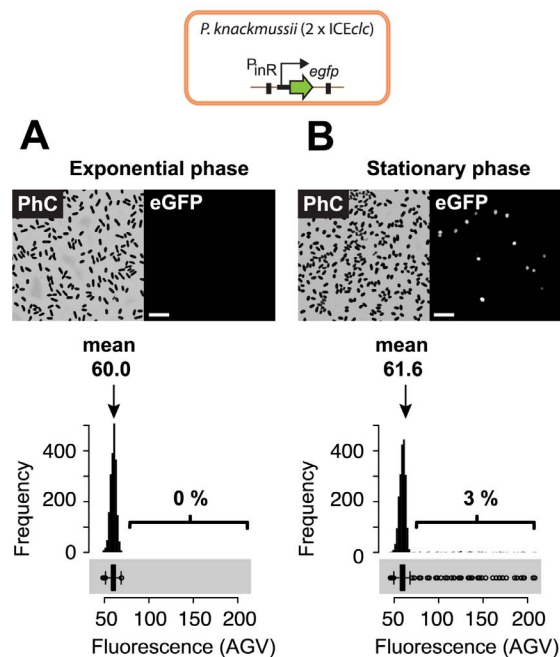 P. knackmussii (2 x ICEclc)
PinR
egfp
A
B
Exponential phase
Stationary phase
PhC
eGFP
PhC
eGFP
mean
60.0
mean
61.6
Frequency
400
200
0
0 %
Frequency
400
200
0
3 %
50 100 150 200
Fluorescence (AGV)
50 100 150 200
Fluorescence (AGV)